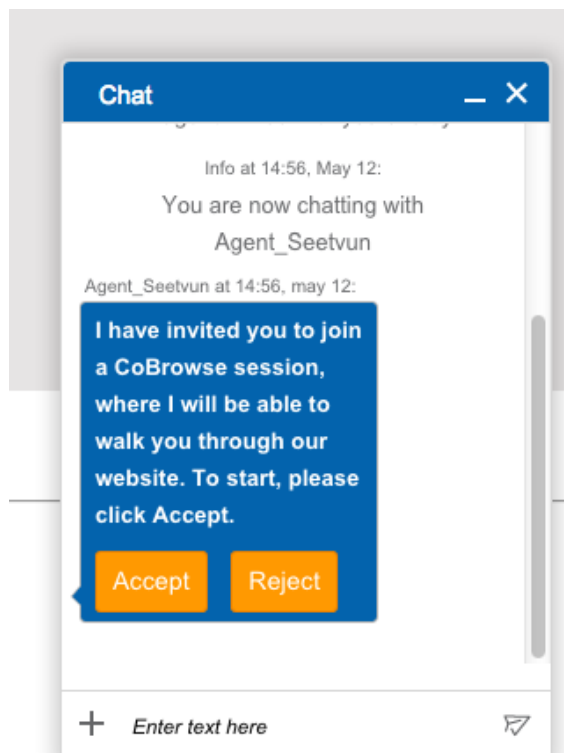 Chat
Info at 14:56, May 12:
You are now chatting with
Agent_Seetvun
Agent_Seetvun at 14:56, may 12:
I have invited you to join
a CoBrowse session,
where I will be able to
walk you through our
website. To start, please
click Accept.
Accept Reject
Enter text here